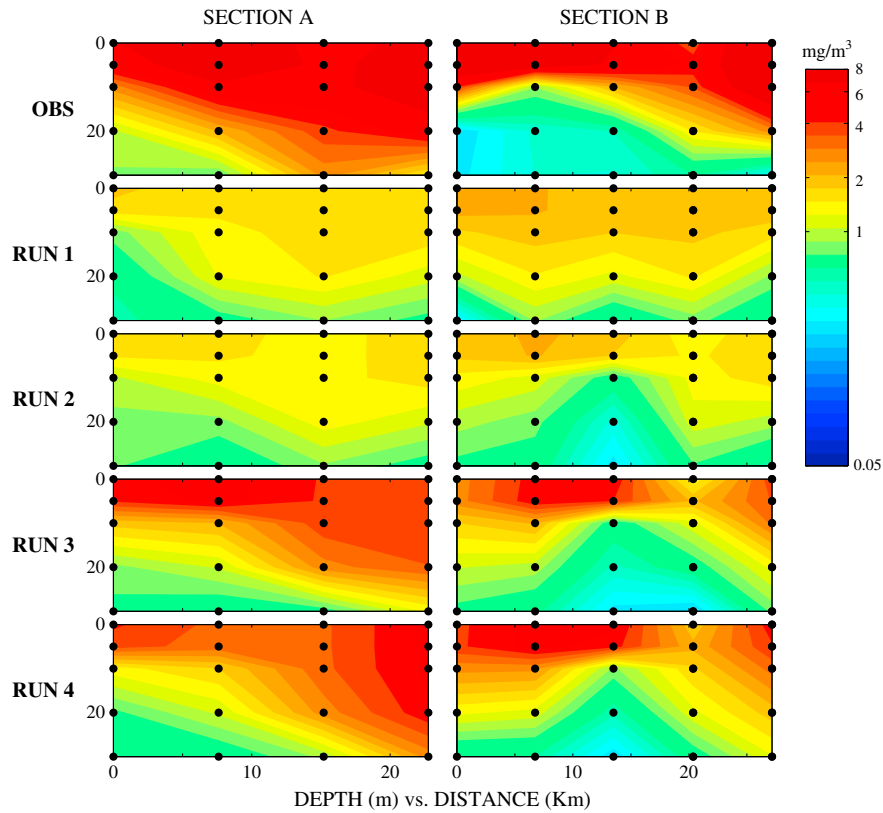 SECTION A
SECTION B
mg/m³
0
20
OBS
8
6
4
2
1
0.05
0
20
RUN 1
0
20
RUN 2
0
20
RUN 3
0
20
RUN 4
0 10 20
0 10 20
DEPTH (m) vs. DISTANCE (Km)